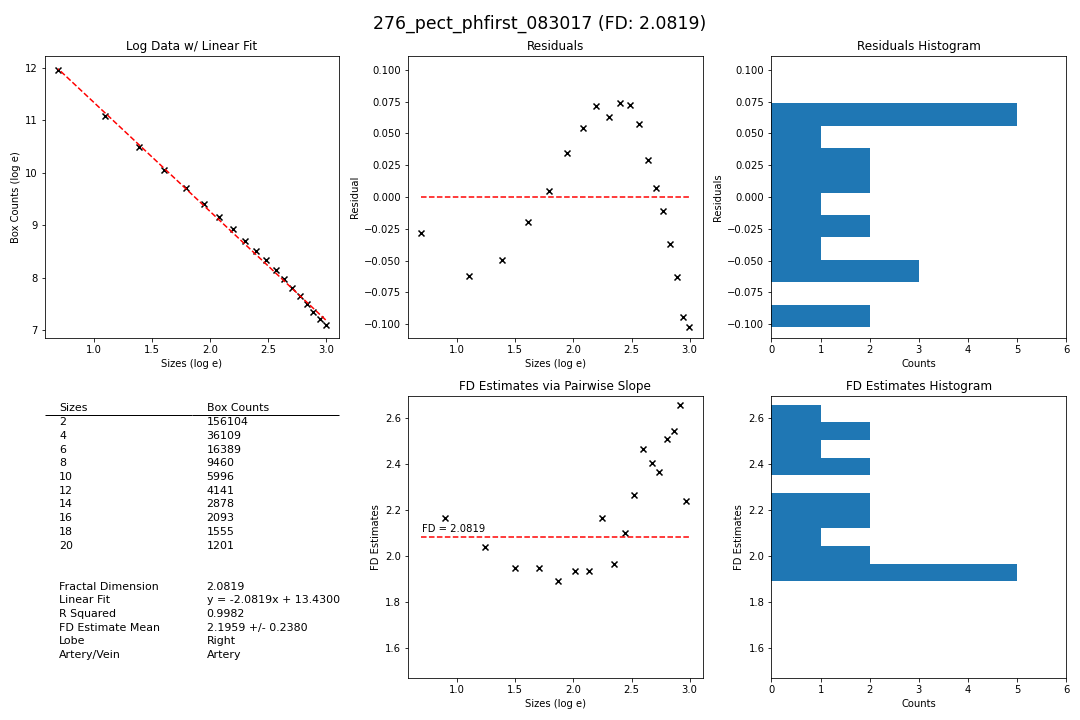 276_pect_phfirst_083017 (FD: 2.0819)
Log Data w/ Linear Fit
Box Counts (log e)
12
11
10
9
8
7
1.0 1.5 2.0 2.5 3.0
Sizes (log e)
Residuals
Residual
0.100
0.075
0.050
0.025
0.000
−0.025
−0.050
−0.075
−0.100
1.0 1.5 2.0 2.5 3.0
Sizes (log e)
Residuals Histogram
Residuals
0.100
0.075
0.050
0.025
0.000
−0.025
−0.050
−0.075
−0.100
0 1 2 3 4 5 6
Counts
Sizes Box Counts
2 156104
4 36109
6 16389
8 9460
10 5996
12 4141
14 2878
16 2093
18 1555
20 1201
Fractal Dimension 2.0819
Linear Fit y = -2.0819x + 13.4300
R Squared 0.9982
FD Estimate Mean 2.1959 +/- 0.2380
Lobe Right
Artery/Vein Artery
FD Estimates via Pairwise Slope
FD Estimates
2.6
2.4
2.2
2.0
1.8
1.6
FD = 2.0819
1.0 1.5 2.0 2.5 3.0
Sizes (log e)
FD Estimates Histogram
FD Estimates
2.6
2.4
2.2
2.0
1.8
1.6
0 1 2 3 4 5 6
Counts